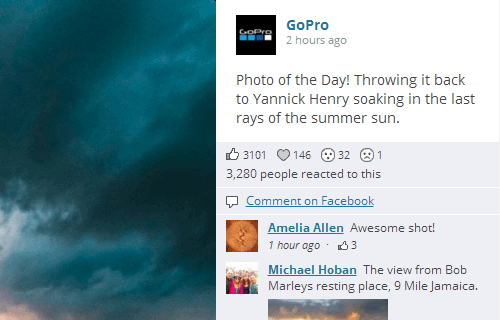 GoPro
GoPro
2 hours ago
Photo of the Day! Throwing it back
to Yannick Henry soaking in the last
rays of the summer sun.
3101 146 32 1
3,280 people reacted to this
Comment on Facebook
Amelia Allen Awesome shot!
1 hour ago · 3
Michael Hoban The view from Bob
Marleys resting place, 9 Mile Jamaica.